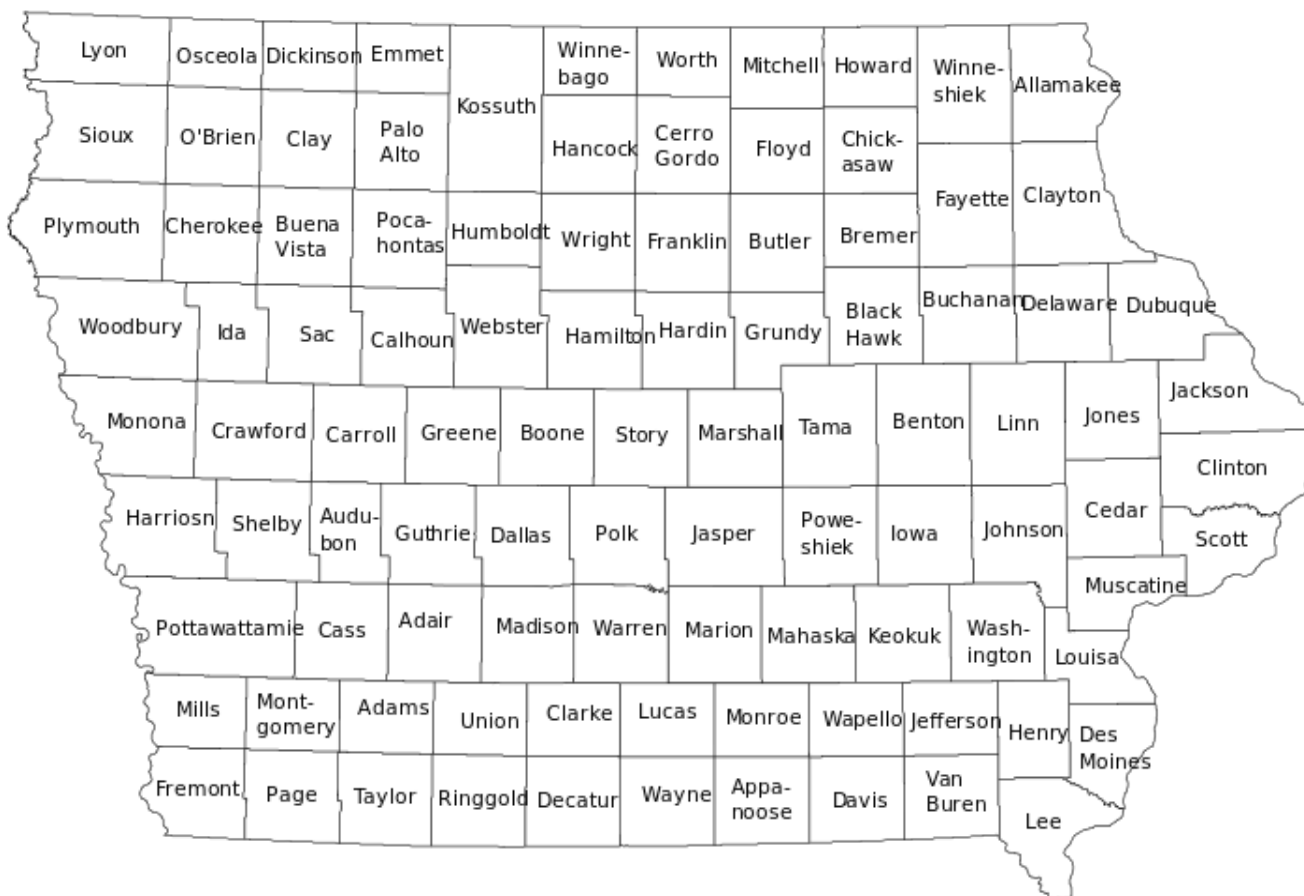 Lyon
Osceola
Dickinson
Emmet
Kossuth
Winne-
bago
Worth
Mitchell
Howard
Winne-
shiek
Allamakee
Sioux
O'Brien
Clay
Palo
Alto
Hancock
Cerro
Gordo
Floyd
Chick-
asaw
Fayette
Clayton
Plymouth
Cherokee
Buena
Vista
Poca-
hontas
Humboldt
Wright
Franklin
Butler
Bremer
Woodbury
Ida
Sac
Calhoun
Webster
Hamilton
Hardin
Grundy
Black
Hawk
Buchanan
Delaware
Dubuque
Monona
Crawford
Carroll
Greene
Boone
Story
Marshall
Tama
Benton
Linn
Jones
Jackson
Clinton
Harriosn
Shelby
Audu-
bon
Guthrie
Dallas
Polk
Jasper
Powe-
shiek
Iowa
Johnson
Cedar
Scott
Muscatine
Pottawattamie
Cass
Adair
Madison
Warren
Marion
Mahaska
Keokuk
Wash-
ington
Louisa
Mills
Mont-
gomery
Adams
Union
Clarke
Lucas
Monroe
Wapello
Jefferson
Henry
Des
Moines
Fremont
Page
Taylor
Ringgold
Decatur
Wayne
Appa-
noose
Davis
Van
Buren
Lee